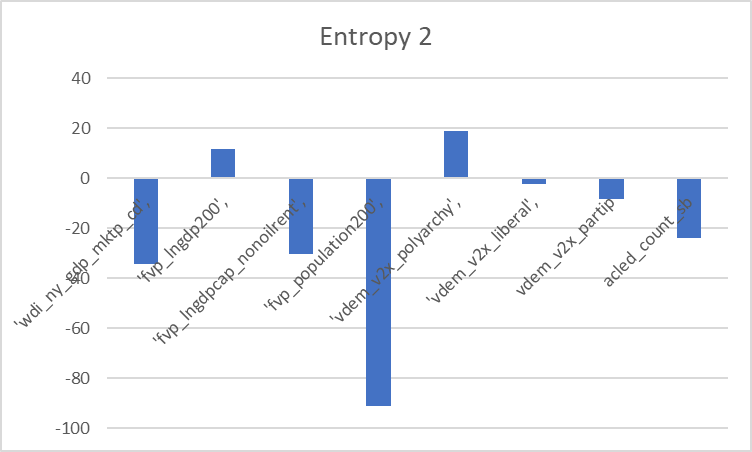 Entropy 2
40
20
0
-20
-40
-60
-80
-100
'wdi_ny_gdp_mktp_cd',
'fvp_lngdp200',
'fvp_lngdpcap_nonoilrent',
'fvp_population200',
'vdem_v2x_polyarchy',
'vdem_v2x_liberal',
vdem_v2x_partip
acled_count_sb